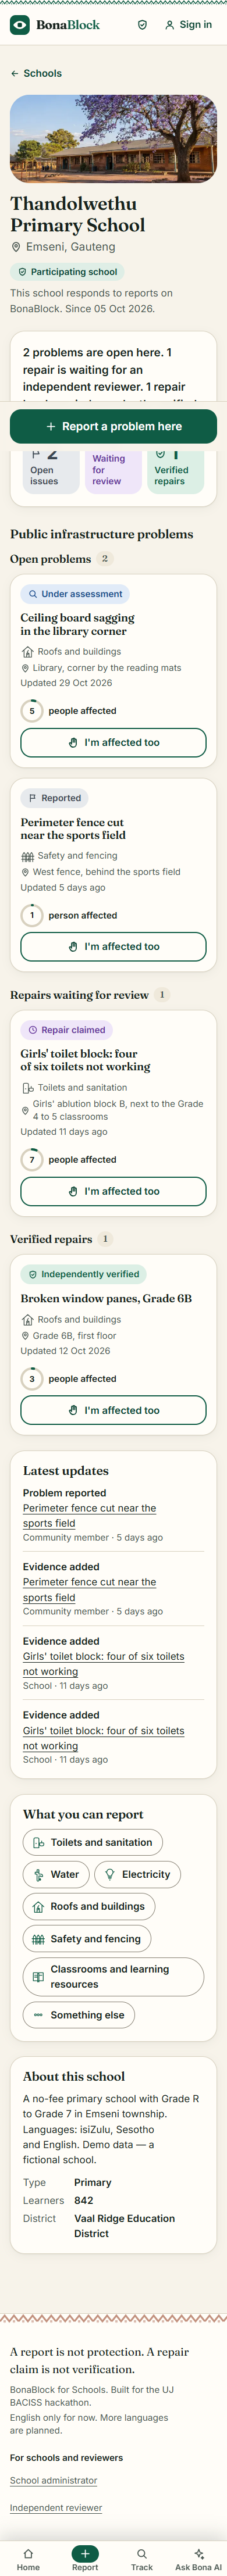 BonaBlock
Sign in
Schools
Thandolwethu
Primary School
Emseni, Gauteng
Participating school
This school responds to reports on
BonaBlock. Since 05 Oct 2026.
2 problems are open here. 1
repair is waiting for an
independent reviewer. 1 repair
Report a problem here
2
Open
issues
Waiting
for
review
1
Verified
repairs
Public infrastructure problems
Open problems 2
Under assessment
Ceiling board sagging
in the library corner
Roofs and buildings
Library, corner by the reading mats
Updated 29 Oct 2026
5 people affected
I'm affected too
Reported
Perimeter fence cut
near the sports field
Safety and fencing
West fence, behind the sports field
Updated 5 days ago
1 person affected
I'm affected too
Repairs waiting for review 1
Repair claimed
Girls' toilet block: four
of six toilets not working
Toilets and sanitation
Girls' ablution block B, next to the Grade
4 to 5 classrooms
Updated 11 days ago
7 people affected
I'm affected too
Verified repairs 1
Independently verified
Broken window panes, Grade 6B
Roofs and buildings
Grade 6B, first floor
Updated 12 Oct 2026
3 people affected
I'm affected too
Latest updates
Problem reported
Perimeter fence cut near the
sports field
Community member · 5 days ago
Evidence added
Perimeter fence cut near the
sports field
Community member · 5 days ago
Evidence added
Girls' toilet block: four of six toilets
not working
School · 11 days ago
Evidence added
Girls' toilet block: four of six toilets
not working
School · 11 days ago
What you can report
Toilets and sanitation
Water
Electricity
Roofs and buildings
Safety and fencing
Classrooms and learning
resources
Something else
About this school
A no-fee primary school with Grade R
to Grade 7 in Emseni township.
Languages: isiZulu, Sesotho
and English. Demo data — a
fictional school.
Type Primary
Learners 842
District Vaal Ridge Education
District
A report is not protection. A repair
claim is not verification.
BonaBlock for Schools. Built for the UJ
BACISS hackathon.
English only for now. More languages
are planned.
For schools and reviewers
School administrator
Independent reviewer
Home
Report
Track
Ask Bona AI